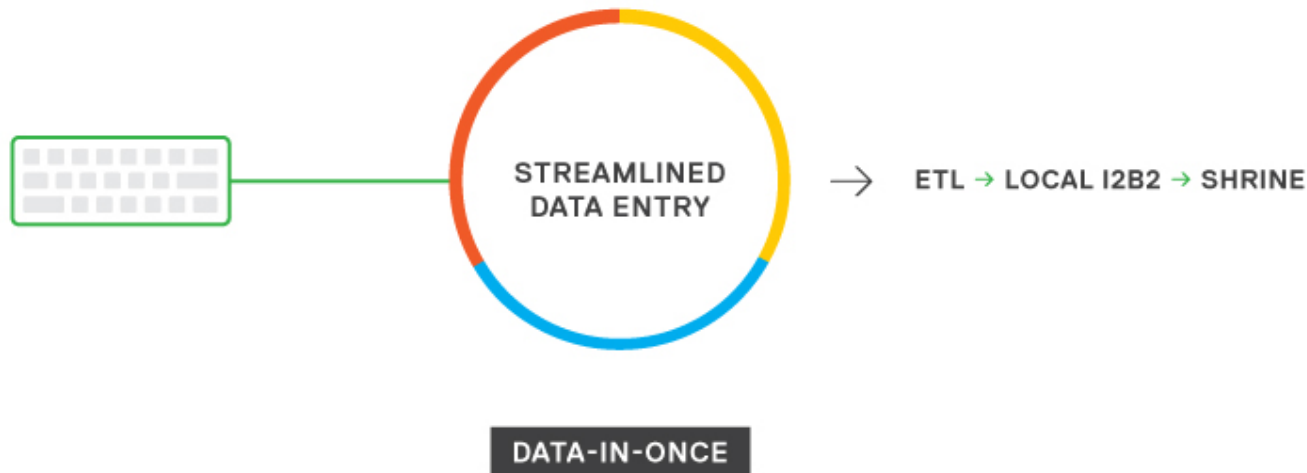 STREAMLINED
DATA ENTRY
ETL → LOCAL I2B2 → SHRINE
DATA-IN-ONCE